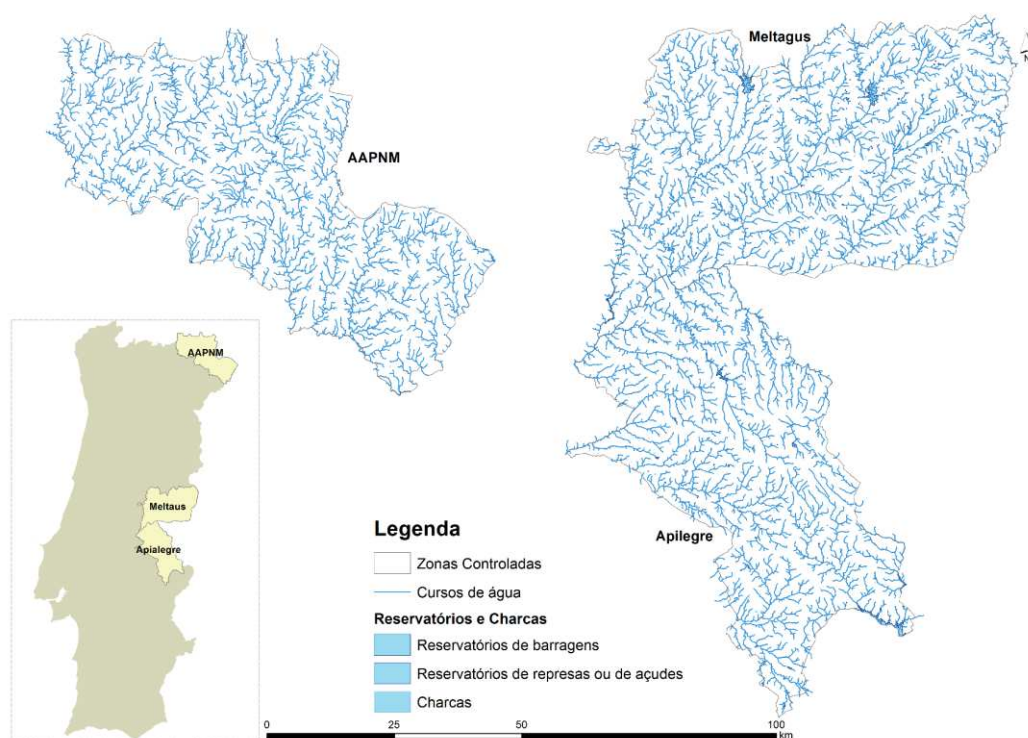 Meltagus
N
AAPNM
AAPNM
Meltaus
Apialegre
Apilegre
Legenda
Zonas Controladas
Cursos de água
Reservatórios e Charcas
Reservatórios de barragens
Reservatórios de represas ou de açudes
Charcas
0 25 50 100
km